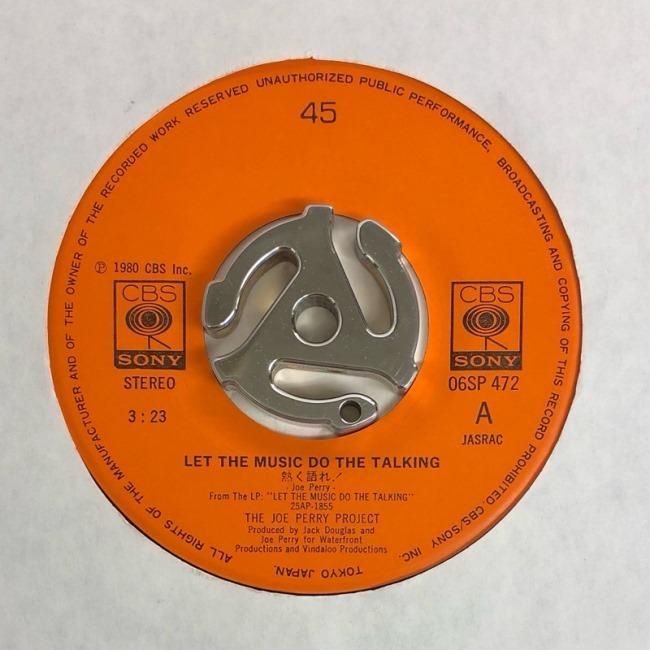 ALL RIGHTS OF THE MANUFACTURER AND OF THE OWNER OF THE RECORDED WORK RESERVED UNAUTHORIZED PUBLIC PERFORMANCE, BROADCASTING AND COPYING OF THIS RECORD PROHIBITED·CBS/SONY INC.
TOKYO JAPAN.
45
Ⓟ 1980 CBS Inc.
CBS
SONY
STEREO
3:23
CBS
SONY
06SP 472
A
JASRAC
LET THE MUSIC DO THE TALKING
熱く語れ!
- Joe Perry -
From The LP: "LET THE MUSIC DO THE TALKING"
25AP-1855
THE JOE PERRY PROJECT
Produced by Jack Douglas and
Joe Perry for Waterfront
Productions and Vindaloo Productions